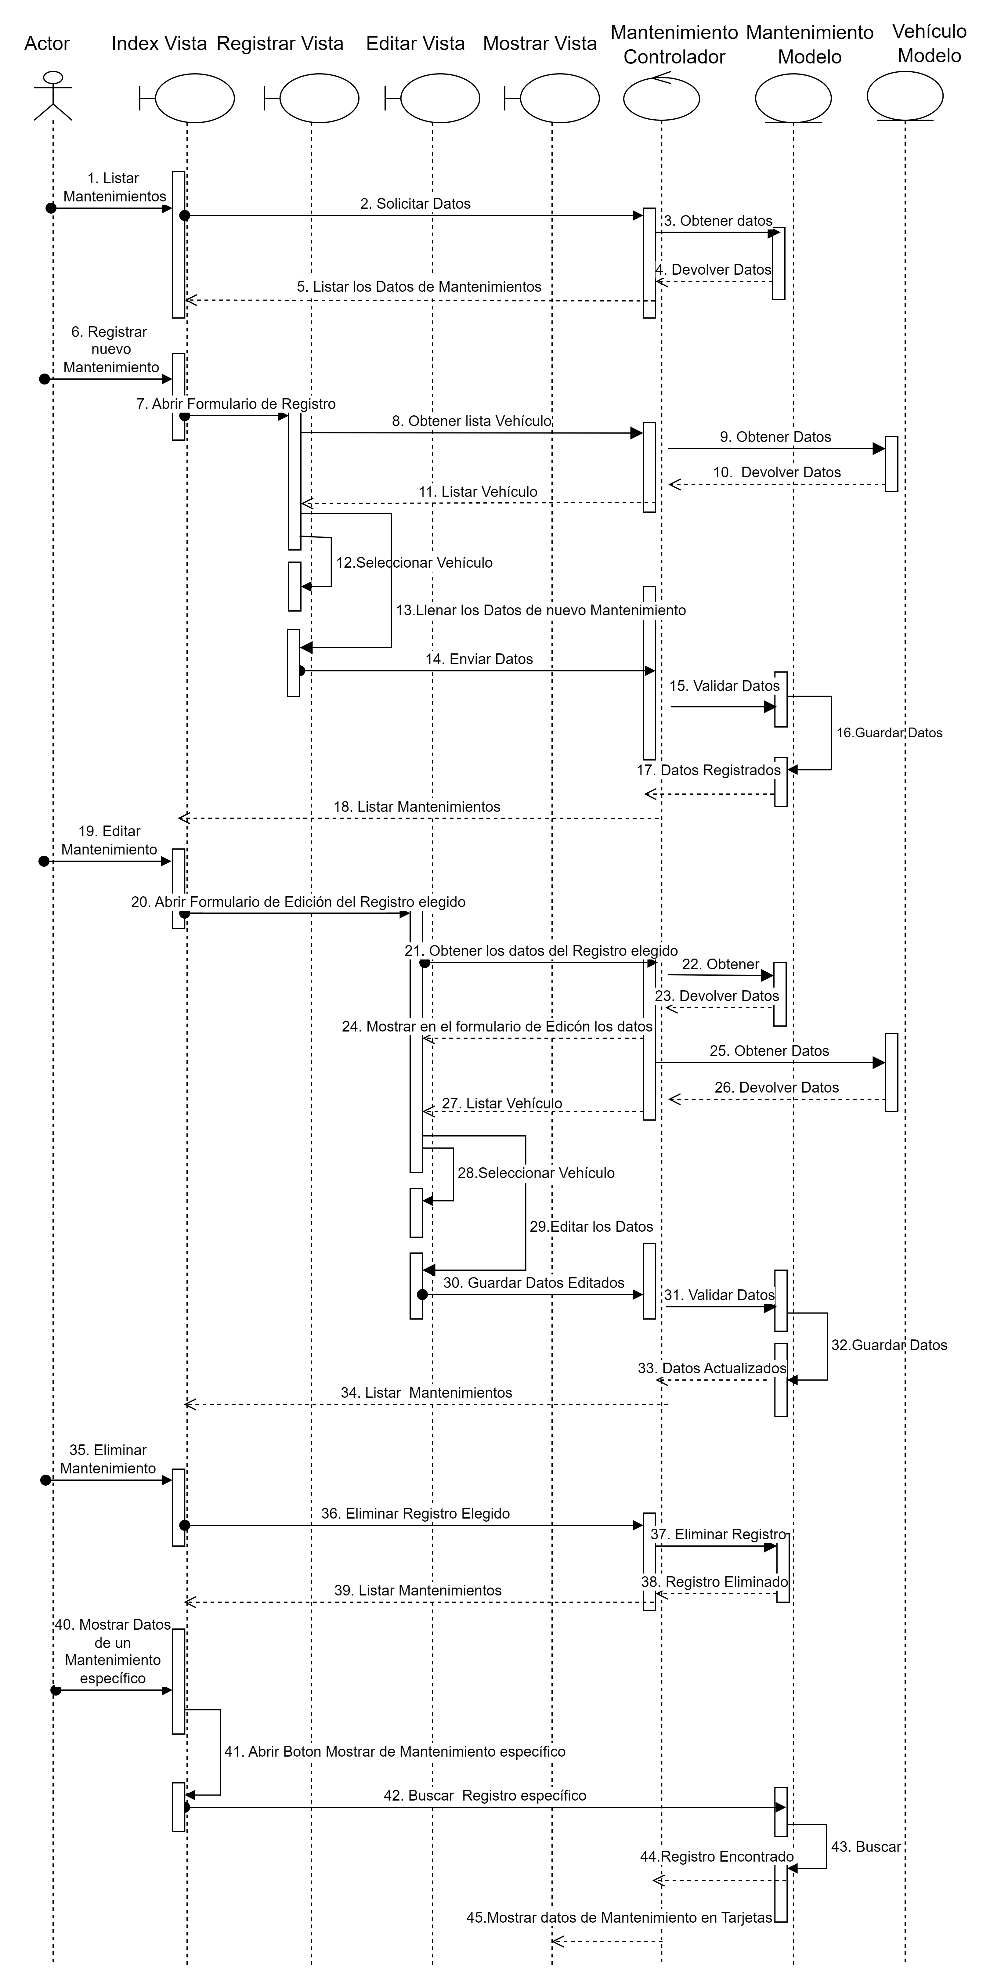 Actor
Index Vista
Registrar Vista
Editar Vista
Mostrar Vista
Mantenimiento
Controlador
Mantenimiento
Modelo
Vehículo
Modelo
1. Listar
Mantenimientos
2. Solicitar Datos
3. Obtener datos
4. Devolver Datos
5. Listar los Datos de Mantenimientos
6. Registrar
nuevo
Mantenimiento
7. Abrir Formulario de Registro
8. Obtener lista Vehículo
9. Obtener Datos
10. Devolver Datos
11. Listar Vehículo
12.Seleccionar Vehículo
13.Llenar los Datos de nuevo Mantenimiento
14. Enviar Datos
15. Validar Datos
16.Guardar Datos
17. Datos Registrados
18. Listar Mantenimientos
19. Editar
Mantenimiento
20. Abrir Formulario de Edición del Registro elegido
21. Obtener los datos del Registro elegido
22. Obtener
23. Devolver Datos
24. Mostrar en el formulario de Edicón los datos
25. Obtener Datos
26. Devolver Datos
27. Listar Vehículo
28.Seleccionar Vehículo
29.Editar los Datos
30. Guardar Datos Editados
31. Validar Datos
32.Guardar Datos
33. Datos Actualizados
34. Listar Mantenimientos
35. Eliminar
Mantenimiento
36. Eliminar Registro Elegido
37. Eliminar Registro
38. Registro Eliminado
39. Listar Mantenimientos
40. Mostrar Datos
de un
Mantenimiento
específico
41. Abrir Boton Mostrar de Mantenimiento específico
42. Buscar Registro específico
43. Buscar
44.Registro Encontrado
45.Mostrar datos de Mantenimiento en Tarjetas